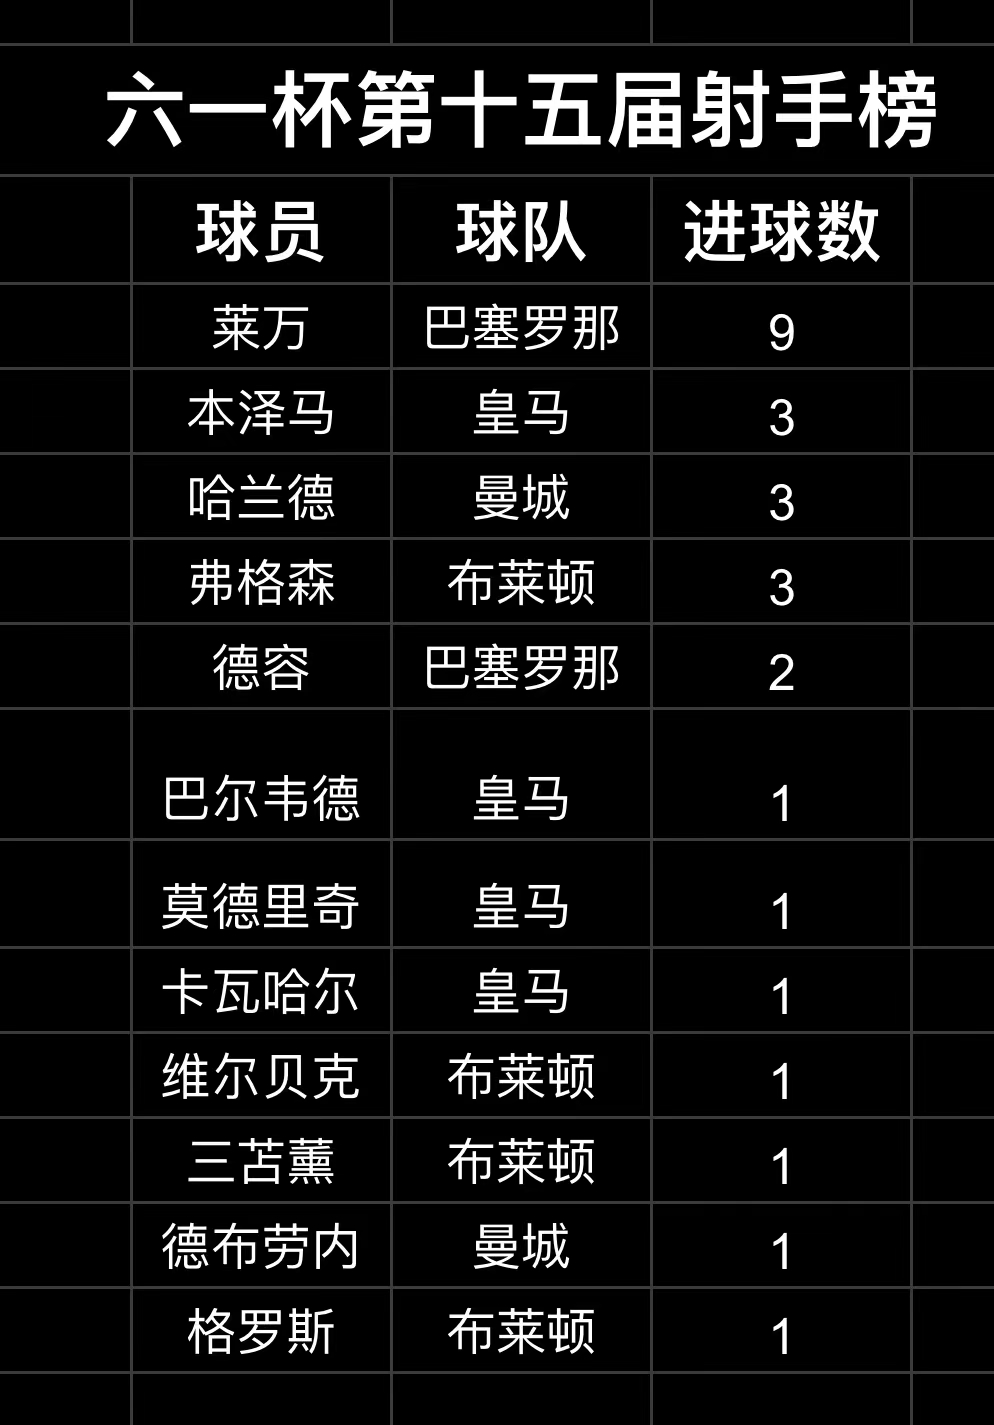 六一杯第十五届射手榜
球员 球队 进球数
莱万 巴塞罗那 9
本泽马 皇马 3
哈兰德 曼城 3
弗格森 布莱顿 3
德容 巴塞罗那 2
巴尔韦德 皇马 1
莫德里奇 皇马 1
卡瓦哈尔 皇马 1
维尔贝克 布莱顿 1
三苫薰 布莱顿 1
德布劳内 曼城 1
格罗斯 布莱顿 1